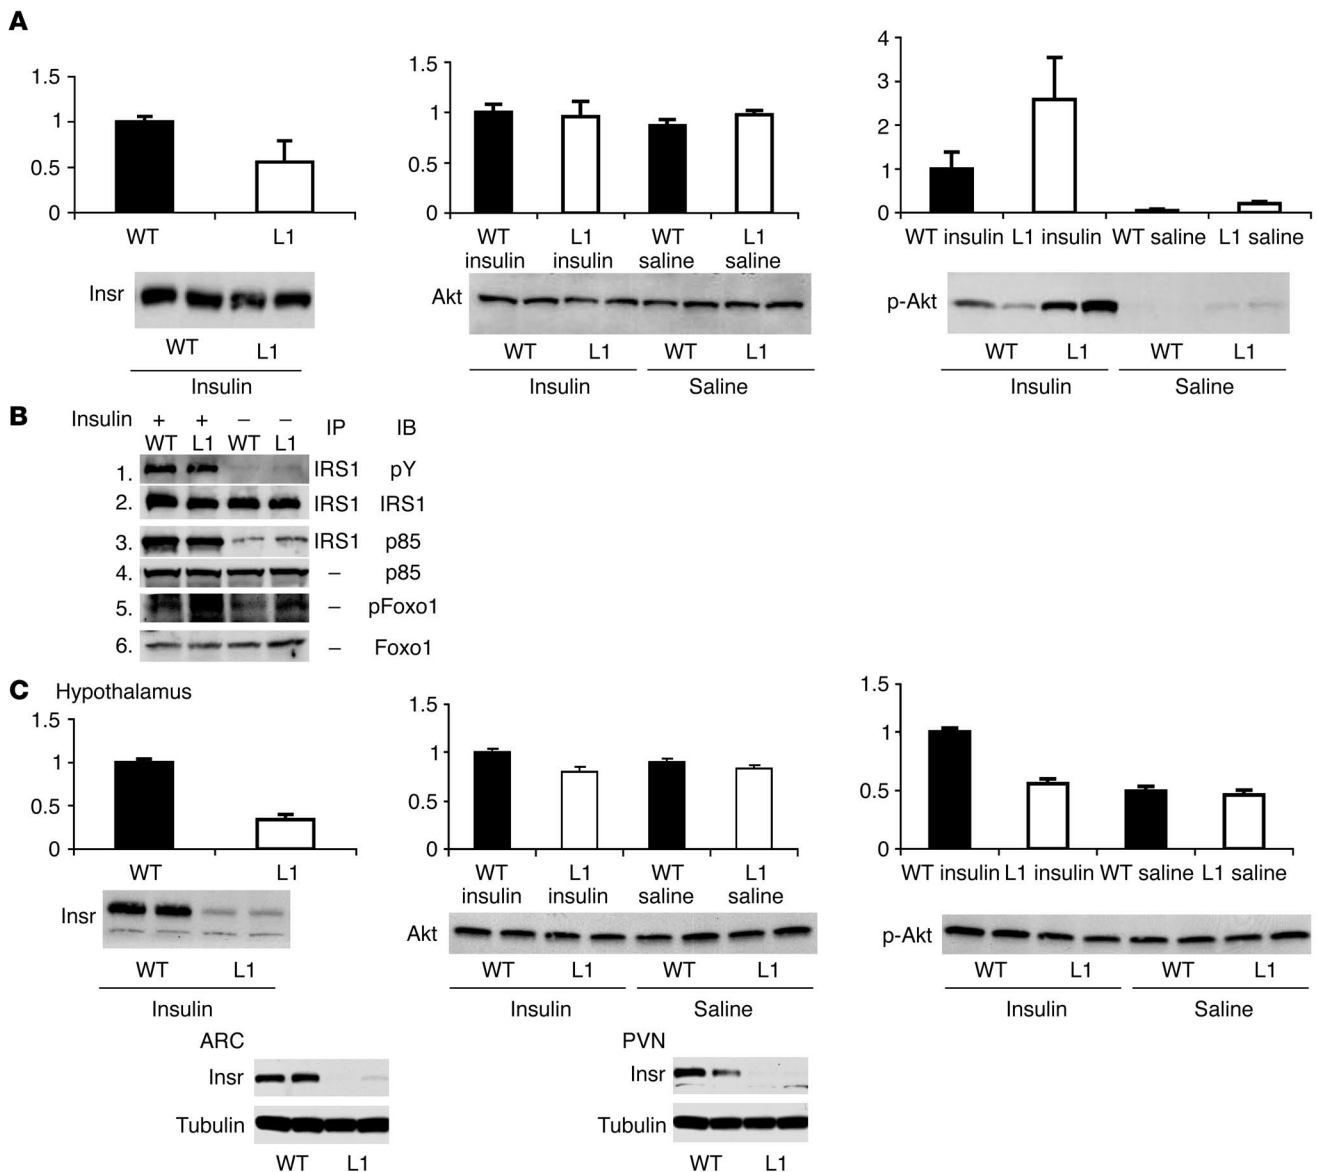 A
1.5
1
0.5
0
WT
L1
Insr
WT
L1
Insulin
1.5
1
0.5
0
WT
insulin
L1
insulin
WT
saline
L1
saline
Akt
WT
L1
WT
L1
Insulin
Saline
4
3
2
1
0
WT insulin
L1 insulin
WT saline
L1 saline
p-Akt
WT
L1
WT
L1
Insulin
Saline
B
Insulin + + – –
WT L1 WT L1 IP IB
1. IRS1 pY
2. IRS1 IRS1
3. IRS1 p85
4. – p85
5. – pFoxo1
6. – Foxo1
C
Hypothalamus
1.5
1
0.5
0
WT
L1
Insr
WT
L1
Insulin
1.5
1
0.5
0
WT
insulin
L1
insulin
WT
saline
L1
saline
Akt
WT
L1
WT
L1
Insulin
Saline
1.5
1
0.5
0
WT insulin
L1 insulin
WT saline
L1 saline
p-Akt
WT
L1
WT
L1
Insulin
Saline
ARC
Insr
Tubulin
WT
L1
PVN
Insr
Tubulin
WT
L1